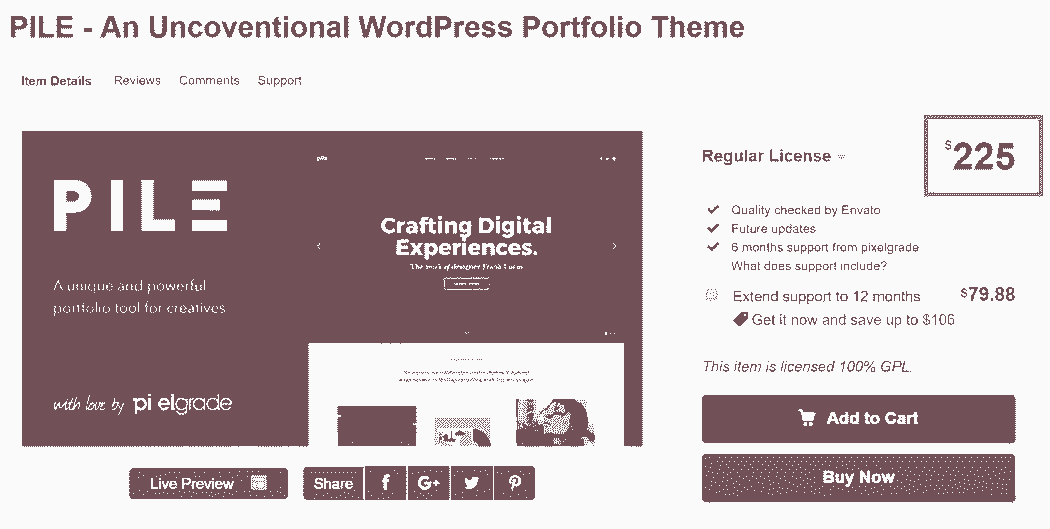 PILE - An Uncoventional WordPress Portfolio Theme
Item Details Reviews Comments Support
PILE
A unique and powerful
portfolio tool for creatives
with love by pi elgrade
Crafting Digital
Experiences.
Live Preview
Share
Regular License
$225
Quality checked by Envato
Future updates
6 months support from pixelgrade
What does support include?
Extend support to 12 months $79.88
Get it now and save up to $106
This item is licensed 100% GPL.
Add to Cart
Buy Now